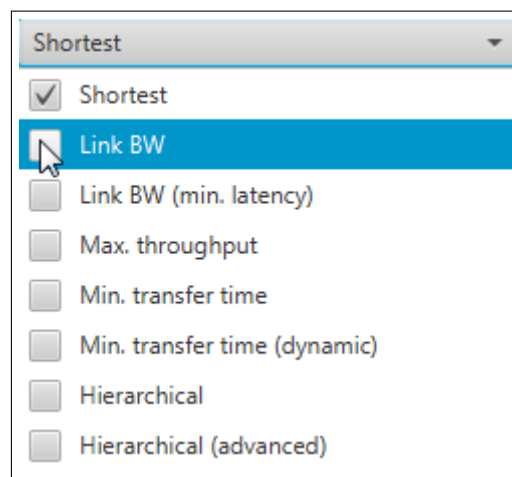 Shortest
Shortest
Link BW
Link BW (min. latency)
Max. throughput
Min. transfer time
Min. transfer time (dynamic)
Hierarchical
Hierarchical (advanced)